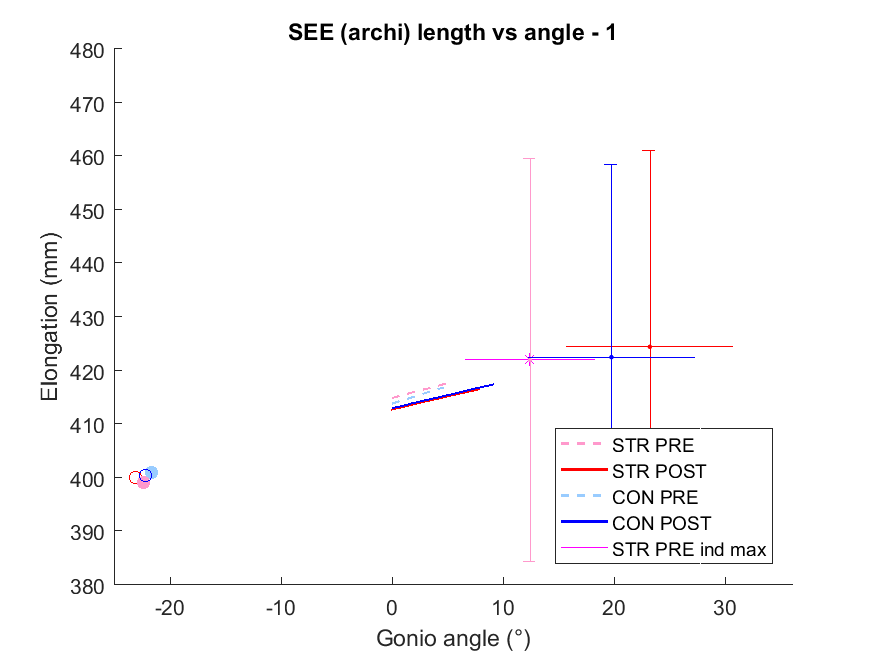 SEE (archi) length vs angle - 1
480
470
460
450
440
430
420
410
400
390
380
Elongation (mm)
-20
-10
0
10
20
30
Gonio angle (°)
STR PRE
STR POST
CON PRE
CON POST
STR PRE ind max